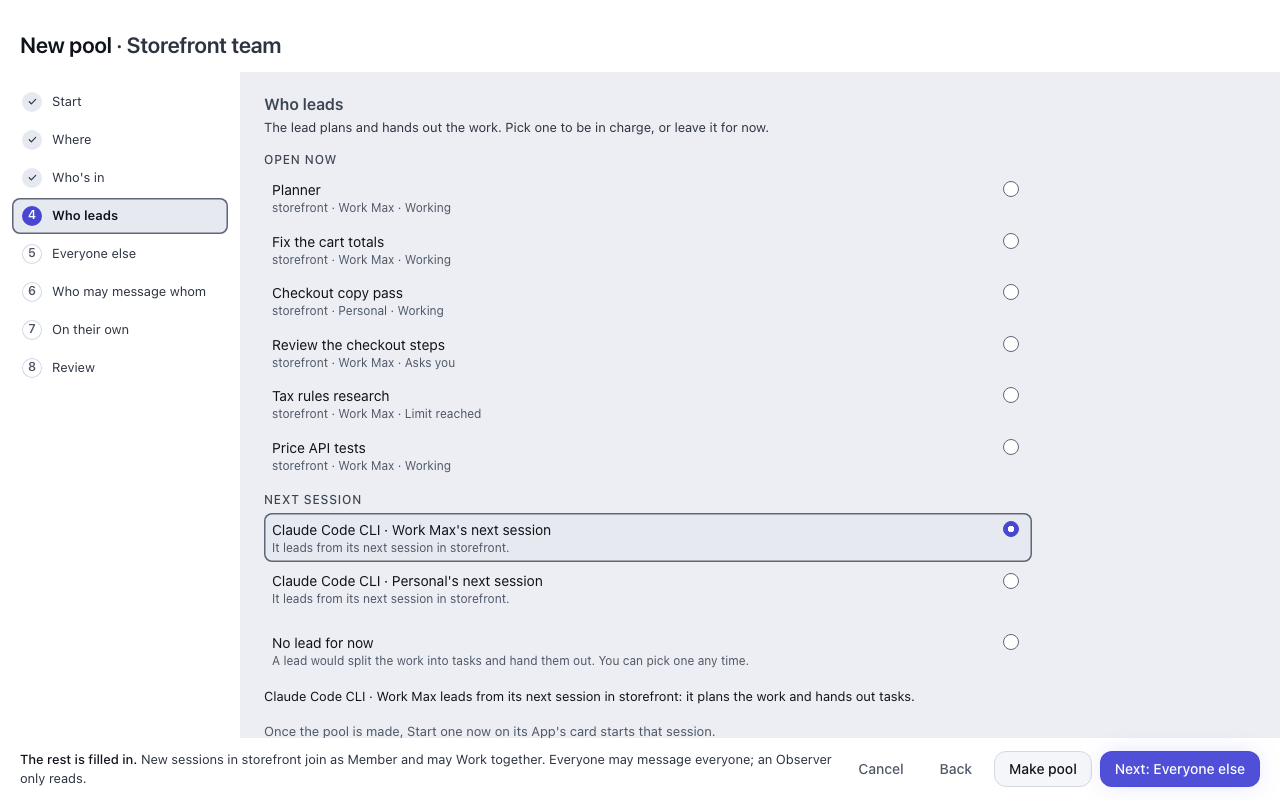 New pool · Storefront team
Start
Where
Who's in
4 Who leads
5 Everyone else
6 Who may message whom
7 On their own
8 Review
Who leads
The lead plans and hands out the work. Pick one to be in charge, or leave it for now.
OPEN NOW
Planner
storefront · Work Max · Working
Fix the cart totals
storefront · Work Max · Working
Checkout copy pass
storefront · Personal · Working
Review the checkout steps
storefront · Work Max · Asks you
Tax rules research
storefront · Work Max · Limit reached
Price API tests
storefront · Work Max · Working
NEXT SESSION
Claude Code CLI · Work Max's next session
It leads from its next session in storefront.
Claude Code CLI · Personal's next session
It leads from its next session in storefront.
No lead for now
A lead would split the work into tasks and hand them out. You can pick one any time.
Claude Code CLI · Work Max leads from its next session in storefront: it plans the work and hands out tasks.
Once the pool is made, Start one now on its App's card starts that session.
The rest is filled in. New sessions in storefront join as Member and may Work together. Everyone may message everyone; an Observer
only reads.
Cancel
Back
Make pool
Next: Everyone else